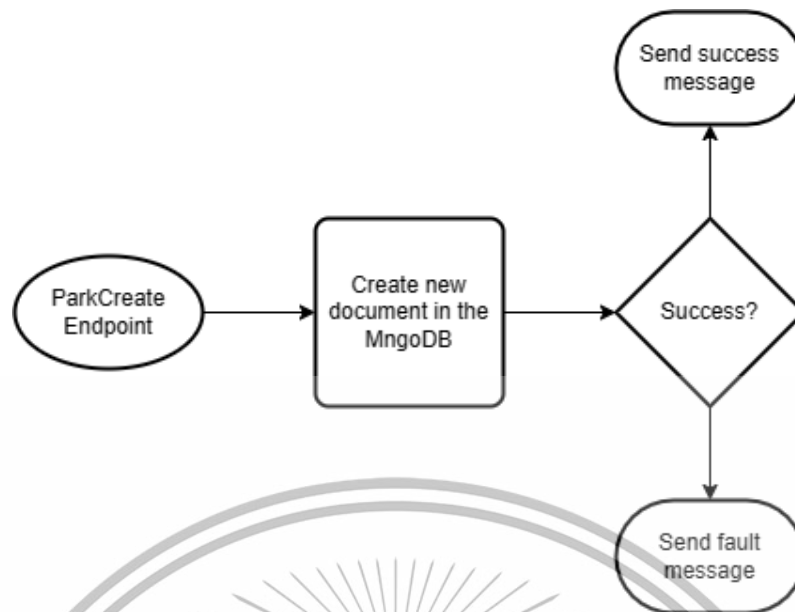 Send success
message
ParkCreate
Endpoint
Create new
document in the
MngoDB
Success?
Send fault
message